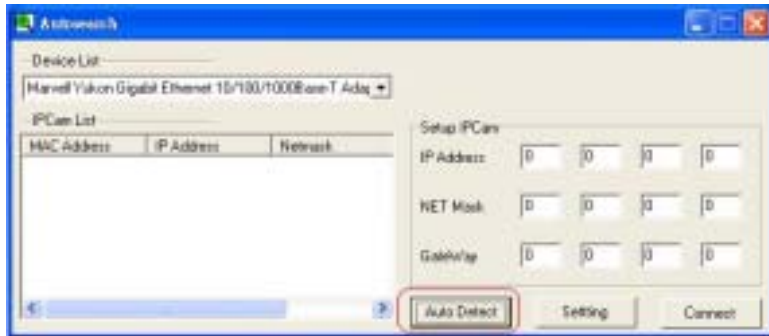 Autosearch
Device List
Marvell Yukon Gigabit Ethernet 10/100/1000Base-T Adap
IPCam List
MAC Address IP Address Netmask
Setup IPCam
IP Address 0 0 0 0
NET Mask 0 0 0 0
GateWay 0 0 0 0
Auto Detect Setting Connect